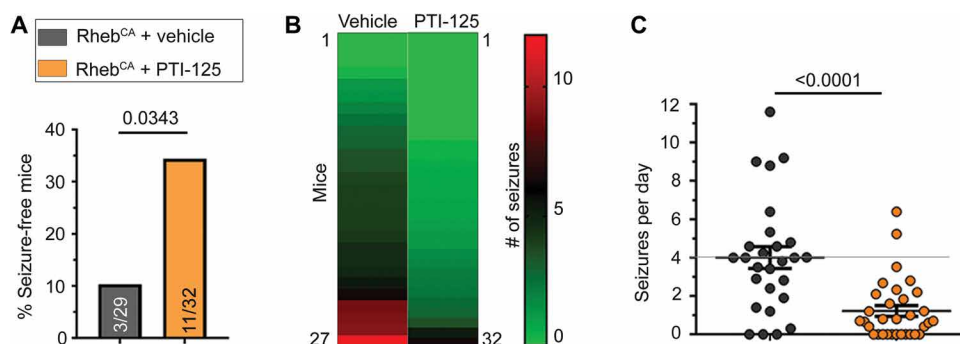 A
Rheb^CA + vehicle
Rheb^CA + PTI-125
0.0343
40
30
20
10
0
% Seizure-free mice
3/29
11/32
B
Vehicle PTI-125
1
1
Mice
27
32
# of seizures
10
5
0
C
<0.0001
12
10
8
6
4
2
0
Seizures per day